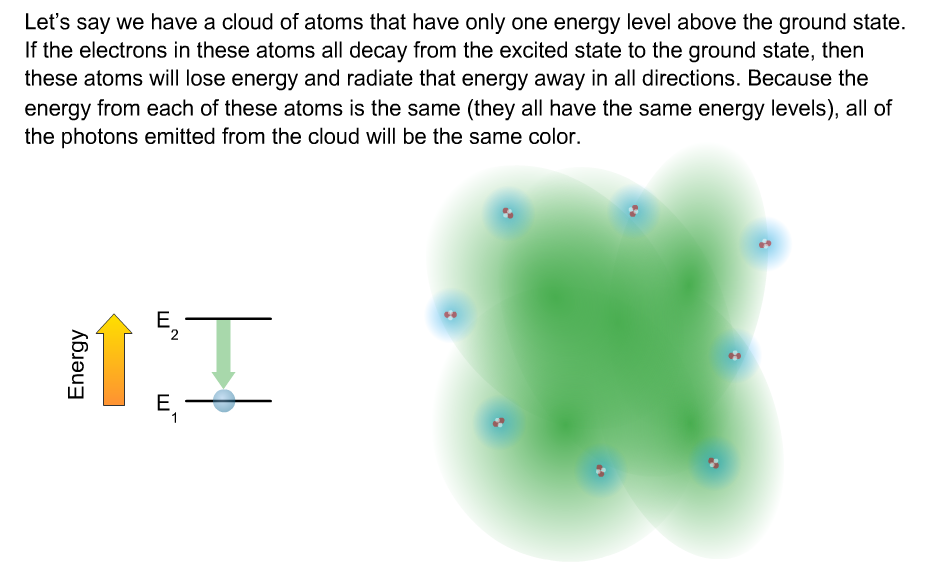 Let's say we have a cloud of atoms that have only one energy level above the ground state.
If the electrons in these atoms all decay from the excited state to the ground state, then
these atoms will lose energy and radiate that energy away in all directions. Because the
energy from each of these atoms is the same (they all have the same energy levels), all of
the photons emitted from the cloud will be the same color.
Energy
E2
E1